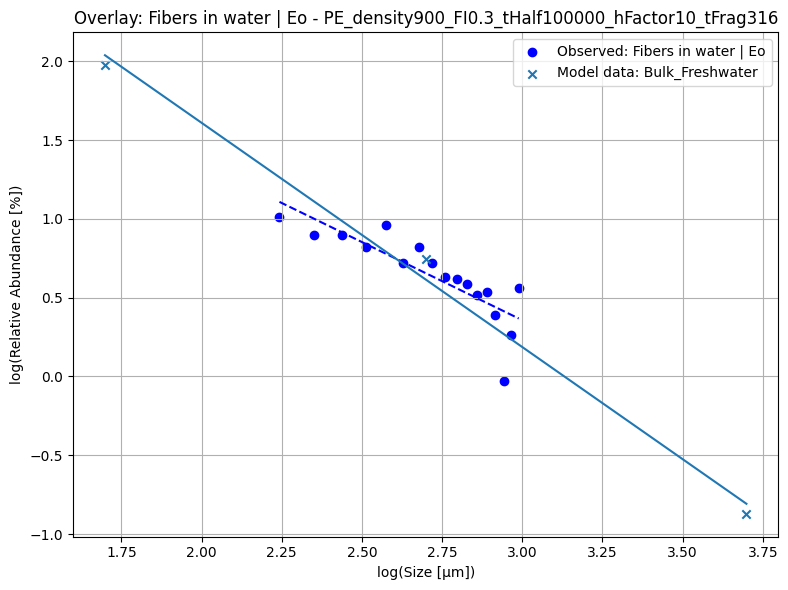 Overlay: Fibers in water | Eo - PE_density900_FI0.3_tHalf100000_hFactor10_tFrag316
Observed: Fibers in water | Eo
Model data: Bulk_Freshwater
log(Relative Abundance [%])
2.0
1.5
1.0
0.5
0.0
−0.5
−1.0
1.75 2.00 2.25 2.50 2.75 3.00 3.25 3.50 3.75
log(Size [µm])